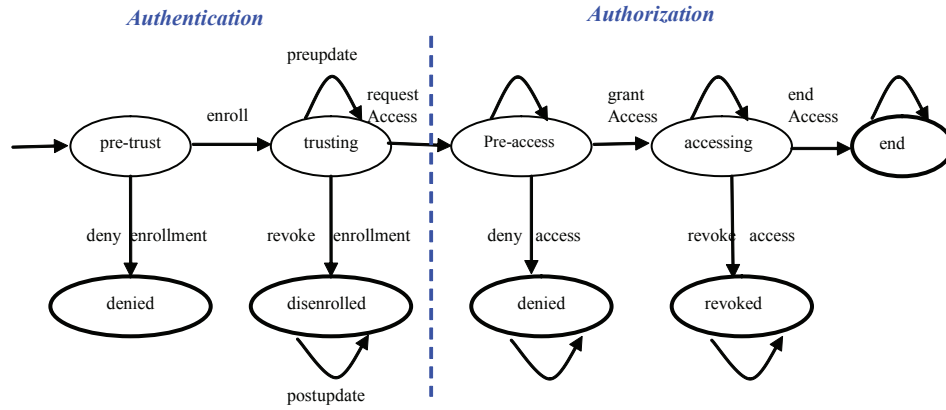 Authentication
Authorization
preupdate
request
Access
grant
Access
end
Access
enroll
pre-trust
trusting
Pre-access
accessing
end
deny enrollment
revoke enrollment
deny access
revoke access
denied
disenrolled
denied
revoked
postupdate